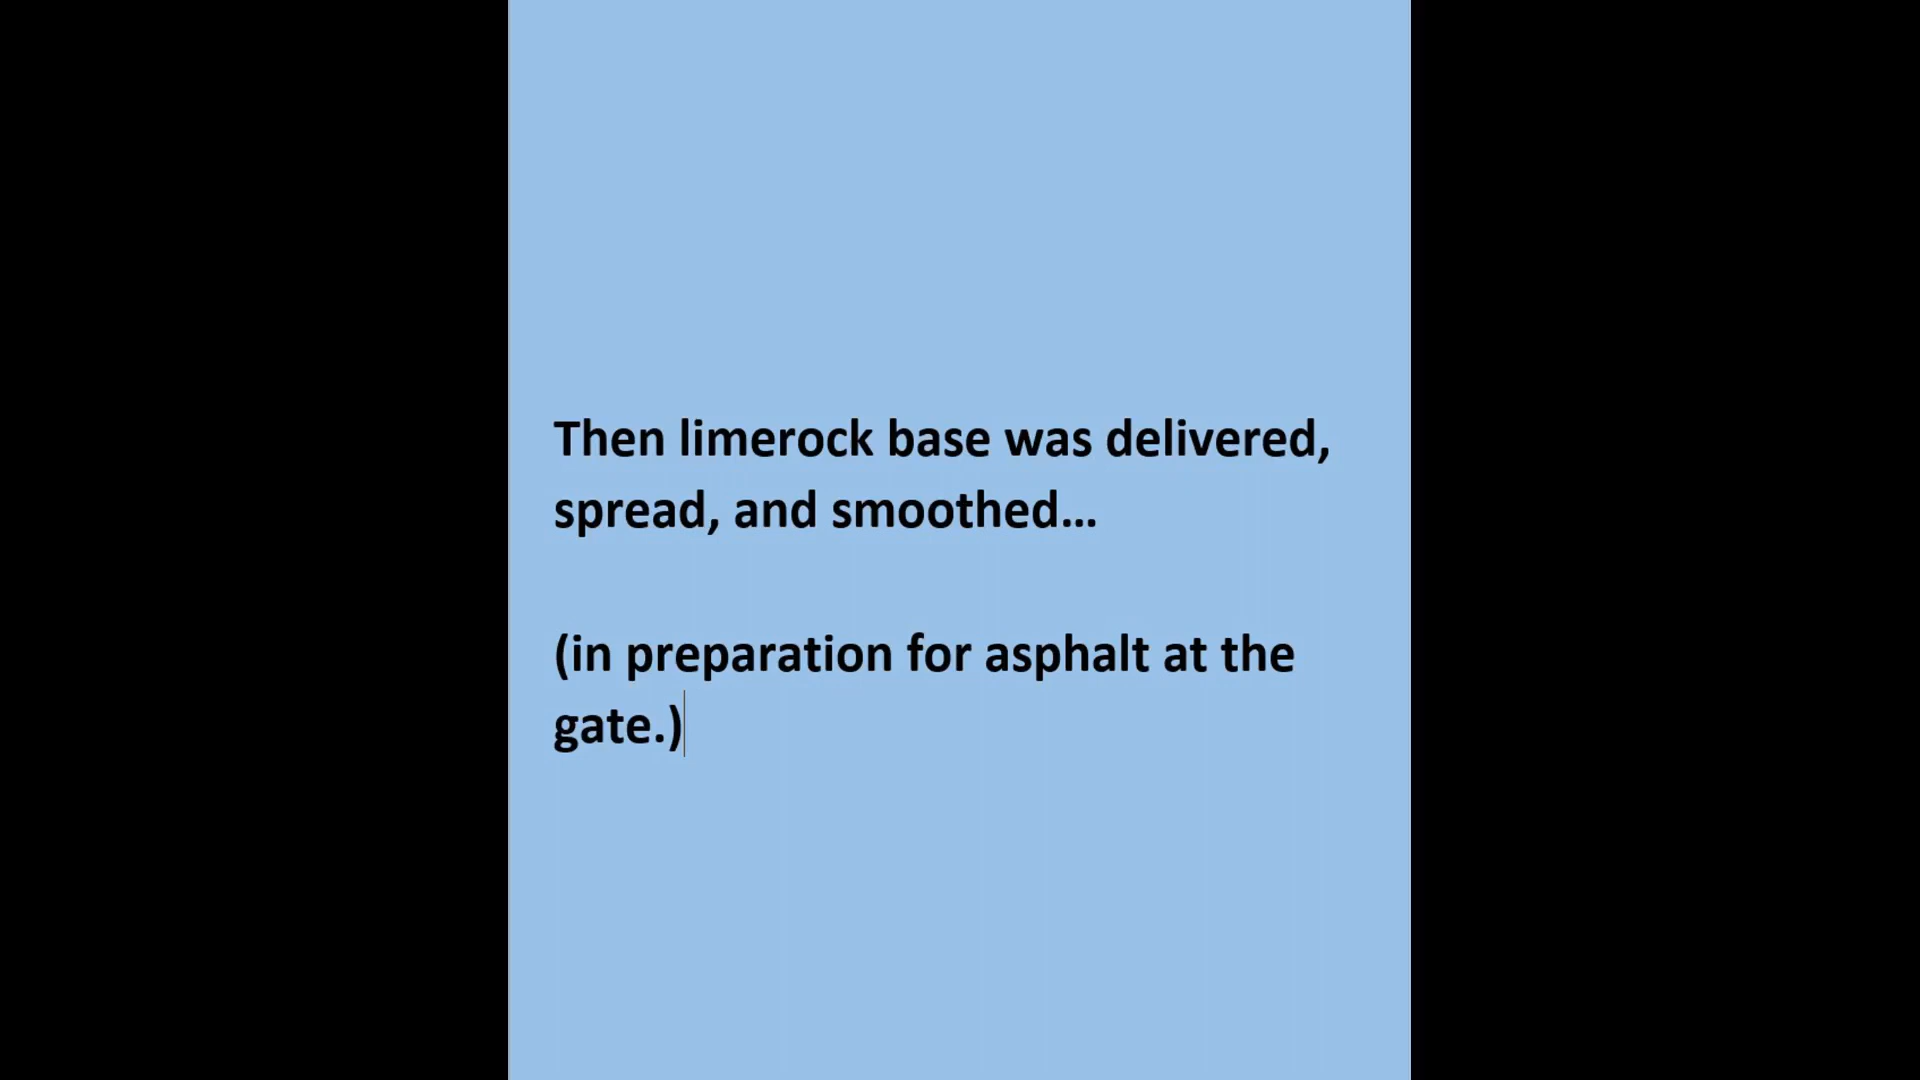 Then limerock base was delivered,
spread, and smoothed...
(in preparation for asphalt at the
gate.)